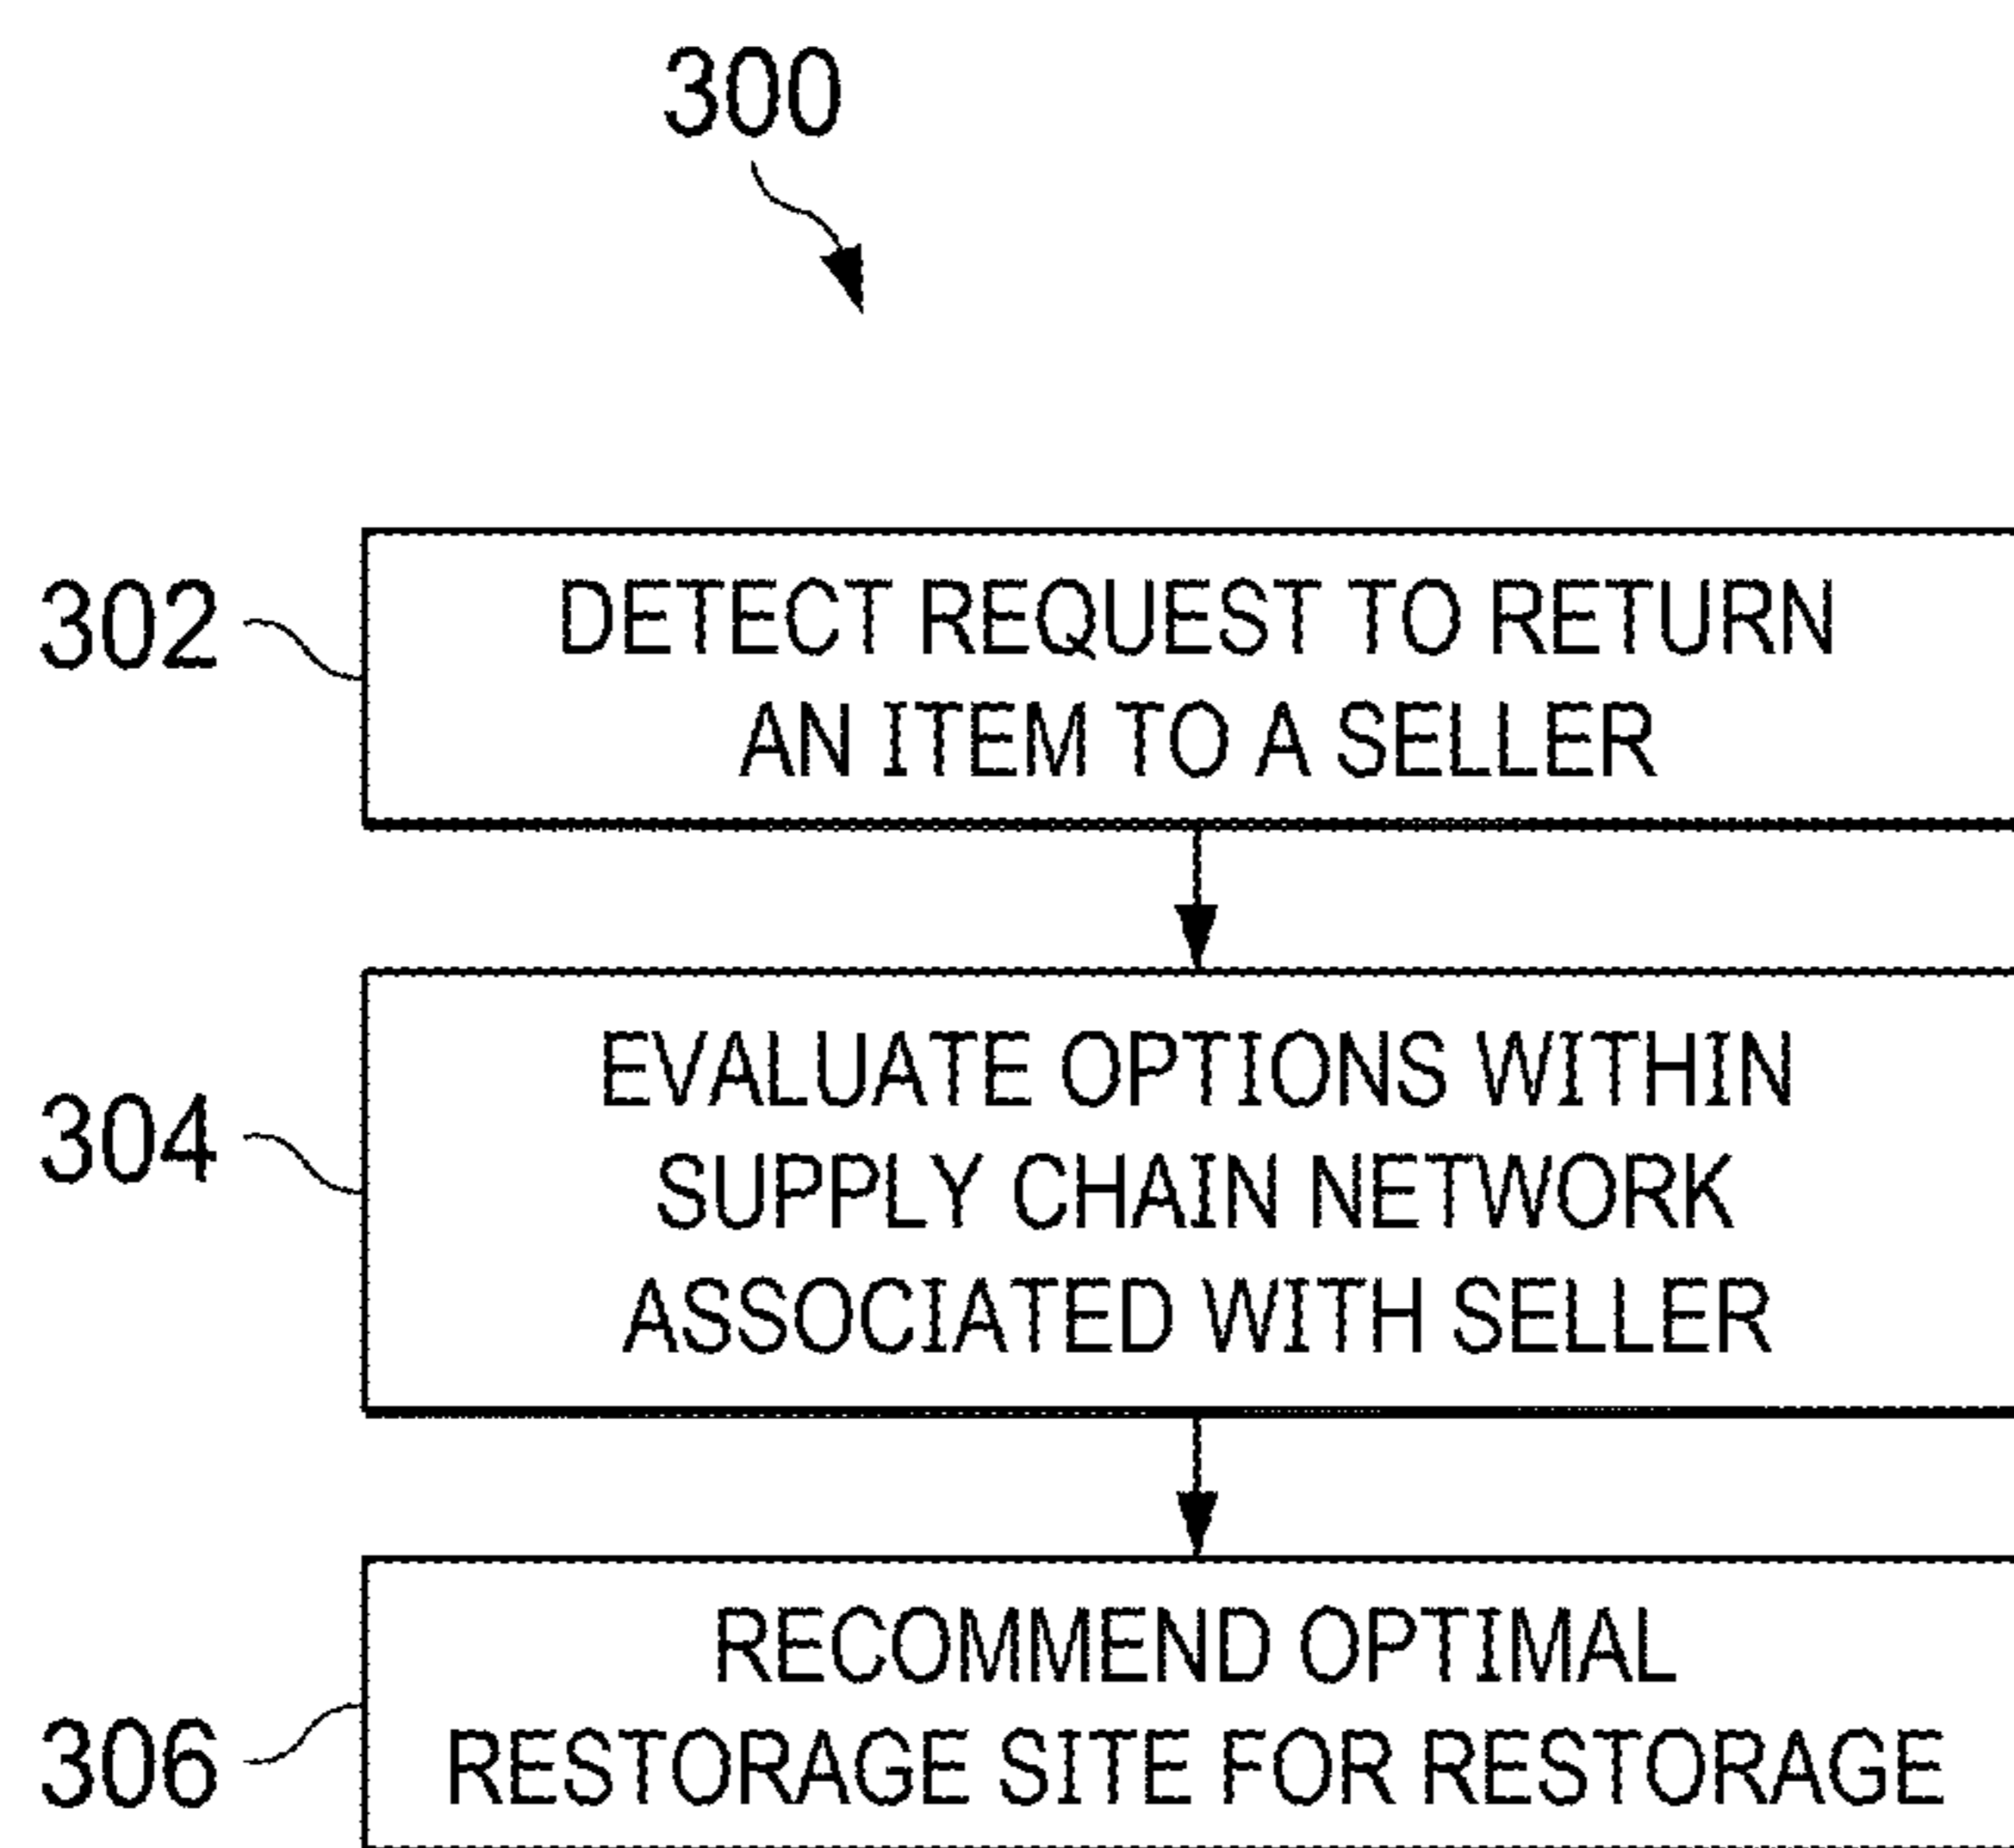 300
302
DETECT REQUEST TO RETURN
AN ITEM TO A SELLER
304
EVALUATE OPTIONS WITHIN
SUPPLY CHAIN NETWORK
ASSOCIATED WITH SELLER
306
RECOMMEND OPTIMAL
RESTORAGE SITE FOR RESTORAGE